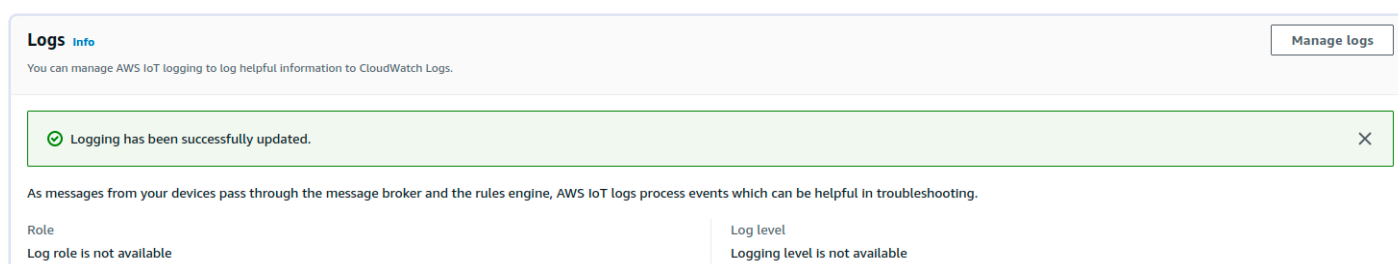 Logs Info
Manage logs
You can manage AWS IoT logging to log helpful information to CloudWatch Logs.
Logging has been successfully updated.
As messages from your devices pass through the message broker and the rules engine, AWS IoT logs process events which can be helpful in troubleshooting.
Role
Log role is not available
Log level
Logging level is not available